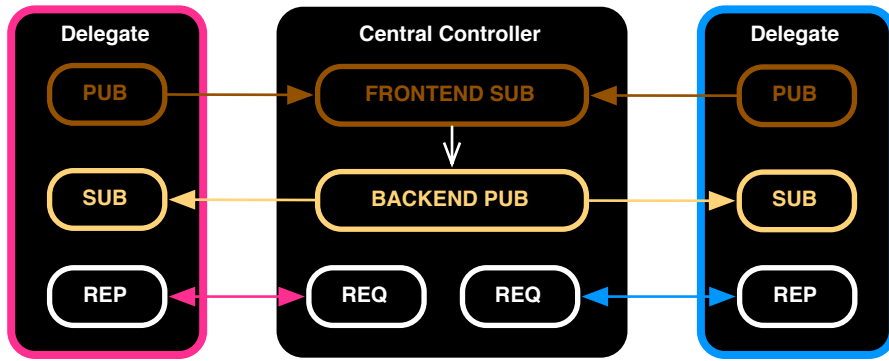 Delegate
Central Controller
Delegate
PUB
FRONTEND SUB
PUB
SUB
BACKEND PUB
SUB
REP
REQ
REQ
REP